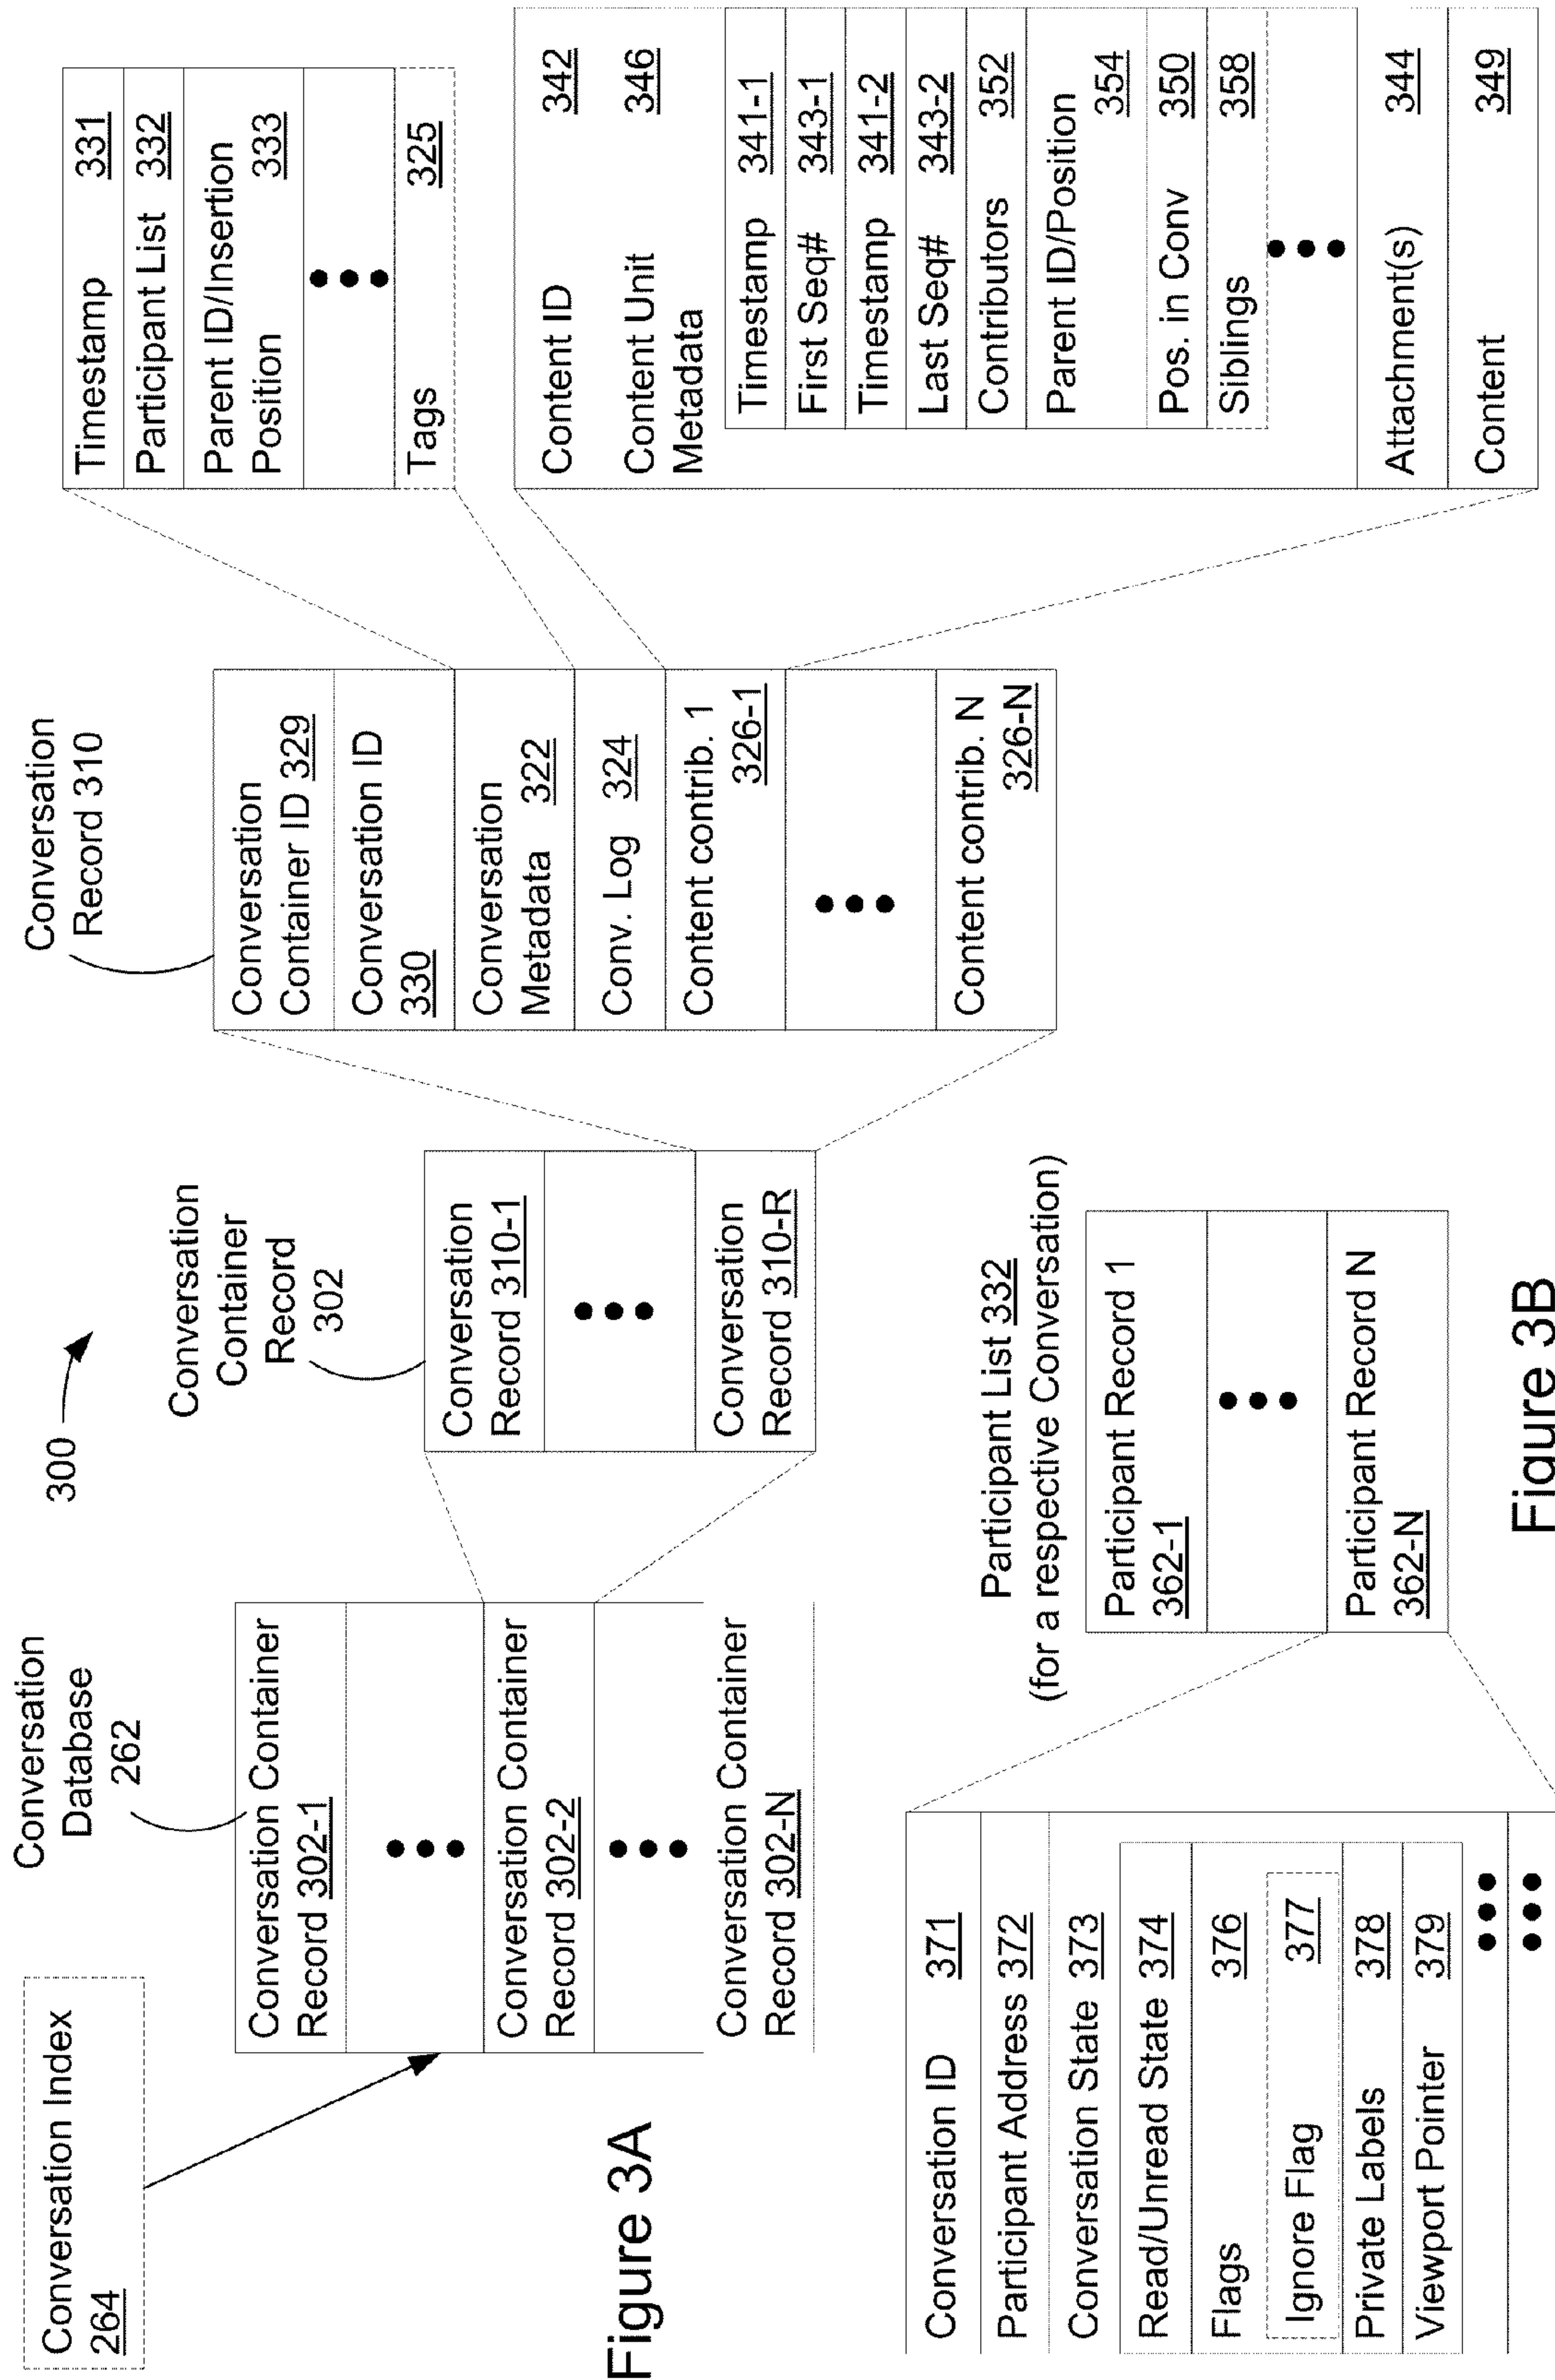 300
Conversation Index
264
Conversation
Database
262
Conversation Container
Record 302-1
Conversation Container
Record 302-2
Conversation Container
Record 302-N
Conversation
Container
Record
302
Conversation
Record 310-1
Conversation
Record 310-R
Conversation
Record 310
Conversation
Container ID 329
Conversation ID
330
Conversation
Metadata 322
Conv. Log 324
Content contrib. 1
326-1
Content contrib. N
326-N
Timestamp 331
Participant List 332
Parent ID/Insertion
Position 333
Tags 325
Content ID 342
Content Unit 346
Metadata
Timestamp 341-1
First Seq# 343-1
Timestamp 341-2
Last Seq# 343-2
Contributors 352
Parent ID/Position
354
Pos. in Conv 350
Siblings 358
Attachment(s) 344
Content 349
Figure 3A
Participant List 332
(for a respective Conversation)
Participant Record 1
362-1
Participant Record N
362-N
Conversation ID 371
Participant Address 372
Conversation State 373
Read/Unread State 374
Flags 376
Ignore Flag 377
Private Labels 378
Viewport Pointer 379
Figure 3B